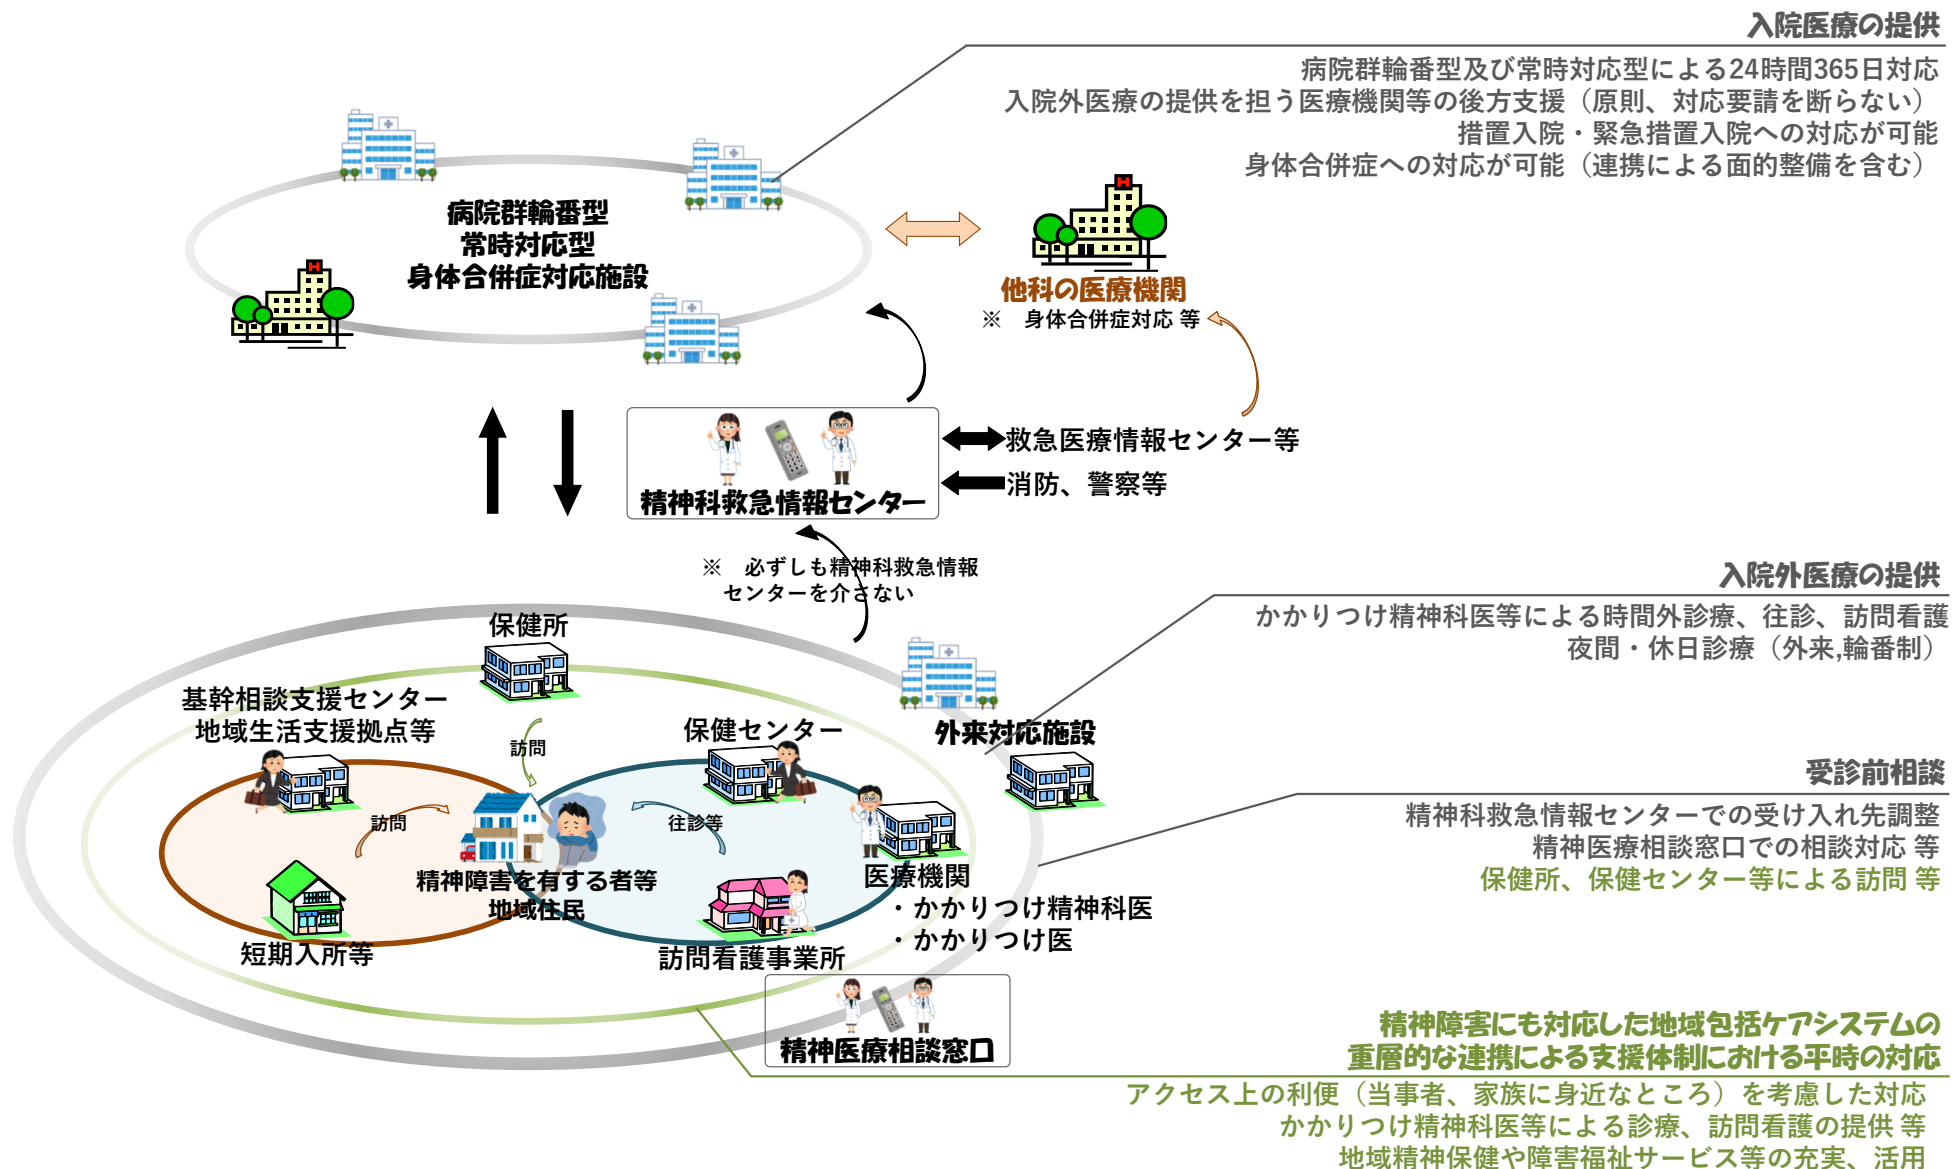 入院医療の提供
病院群輪番型及び常時対応型による24時間365日対応
入院外医療の提供を担う医療機関等の後方支援（原則、対応要請を断らない）
措置入院・緊急措置入院への対応が可能
身体合併症への対応が可能（連携による面的整備を含む）
病院群輪番型
常時対応型
身体合併症対応施設
H
H
他科の医療機関
※　身体合併症対応 等
精神科救急情報センター
救急医療情報センター等
消防、警察等
※　必ずしも精神科救急情報
センターを介さない
入院外医療の提供
かかりつけ精神科医等による時間外診療、往診、訪問看護
夜間・休日診療（外来,輪番制）
保健所
基幹相談支援センター
地域生活支援拠点等
訪問
保健センター
外来対応施設
訪問
往診等
精神障害を有する者等
地域住民
医療機関
・かかりつけ精神科医
・かかりつけ医
短期入所等
訪問看護事業所
受診前相談
精神科救急情報センターでの受け入れ先調整
精神医療相談窓口での相談対応 等
保健所、保健センター等による訪問 等
精神医療相談窓口
精神障害にも対応した地域包括ケアシステムの
重層的な連携による支援体制における平時の対応
アクセス上の利便（当事者、家族に身近なところ）を考慮した対応
かかりつけ精神科医等による診療、訪問看護の提供 等
地域精神保健や障害福祉サービス等の充実、活用